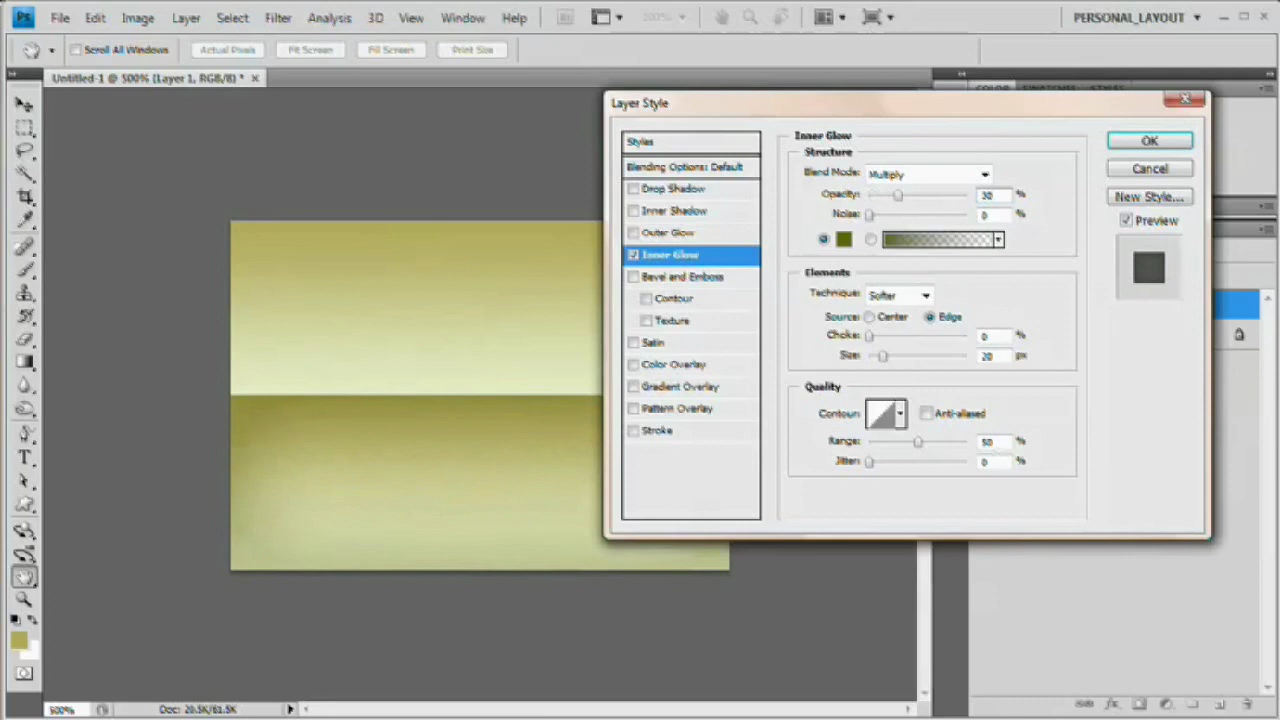 Ps File Edit Image Layer Select Filter Analysis 3D View Window Help 200% PERSONAL_LAYOUT
Scroll All Windows Actual Pixels Fit Screen Fill Screen Print Size
Untitled-1 @ 500% (Layer 1, RGB/8) *
COLOR SWATCHES STYLES
Layer Style
Styles
Blending Options: Default
Drop Shadow
Inner Shadow
Outer Glow
Inner Glow
Bevel and Emboss
Contour
Texture
Satin
Color Overlay
Gradient Overlay
Pattern Overlay
Stroke
Inner Glow
Structure
Blend Mode: Multiply
Opacity: 30 %
Noise: 0 %
Elements
Technique: Softer
Source: Center Edge
Choke: 0 %
Size: 20 px
Quality
Contour: Anti-aliased
Range: 50 %
Jitter: 0 %
OK
Cancel
New Style...
Preview
T
500% Doc: 20.5K/61.5K
fx